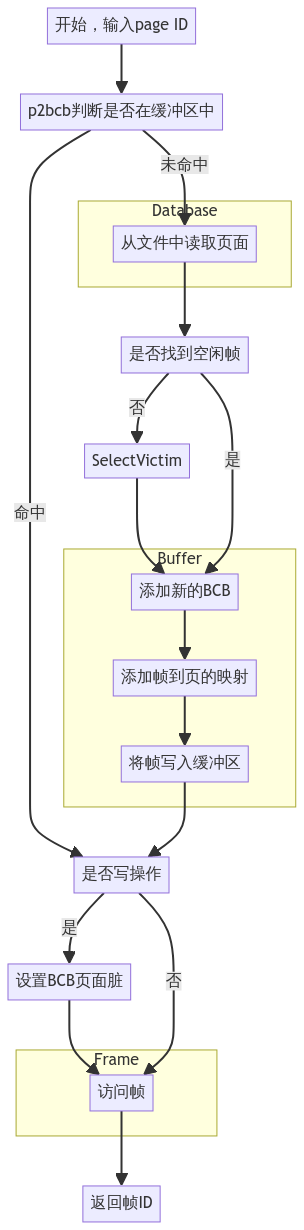 开始，输入page ID
p2bcb判断是否在缓冲区中
未命中
Database
从文件中读取页面
是否找到空闲帧
否
是
SelectVictim
命中
Buffer
添加新的BCB
添加帧到页的映射
将帧写入缓冲区
是否写操作
是
否
设置BCB页面脏
Frame
访问帧
返回帧ID